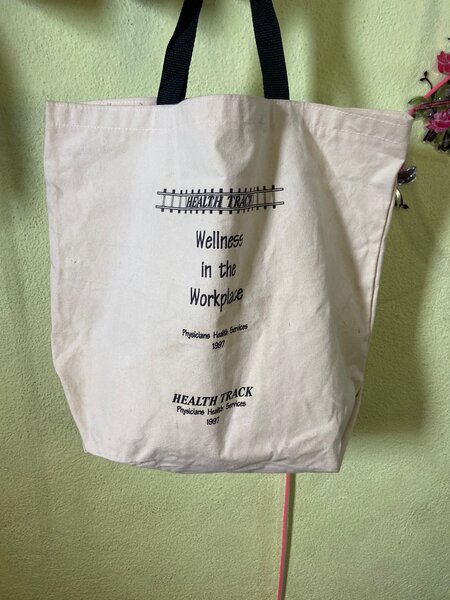 HEALTH TRACK
Wellness
in the
Workplace
Physicians Health Services
1997
HEALTH TRACK
Physicians Health Services
1997